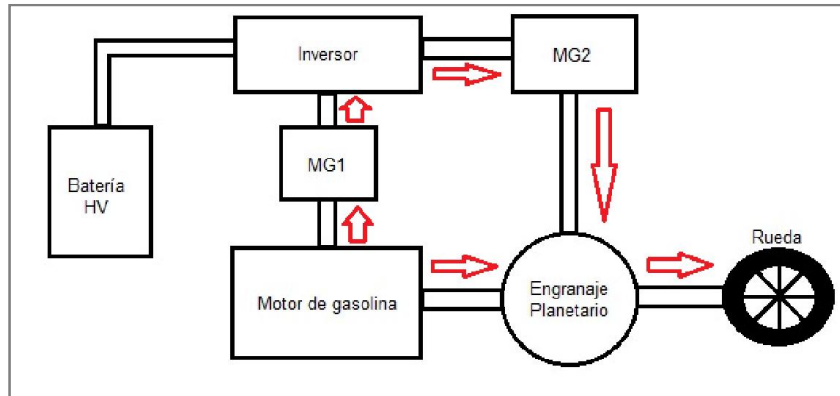 Inversor
MG2
MG1
Batería
HV
Rueda
Motor de gasolina
Engranaje
Planetario